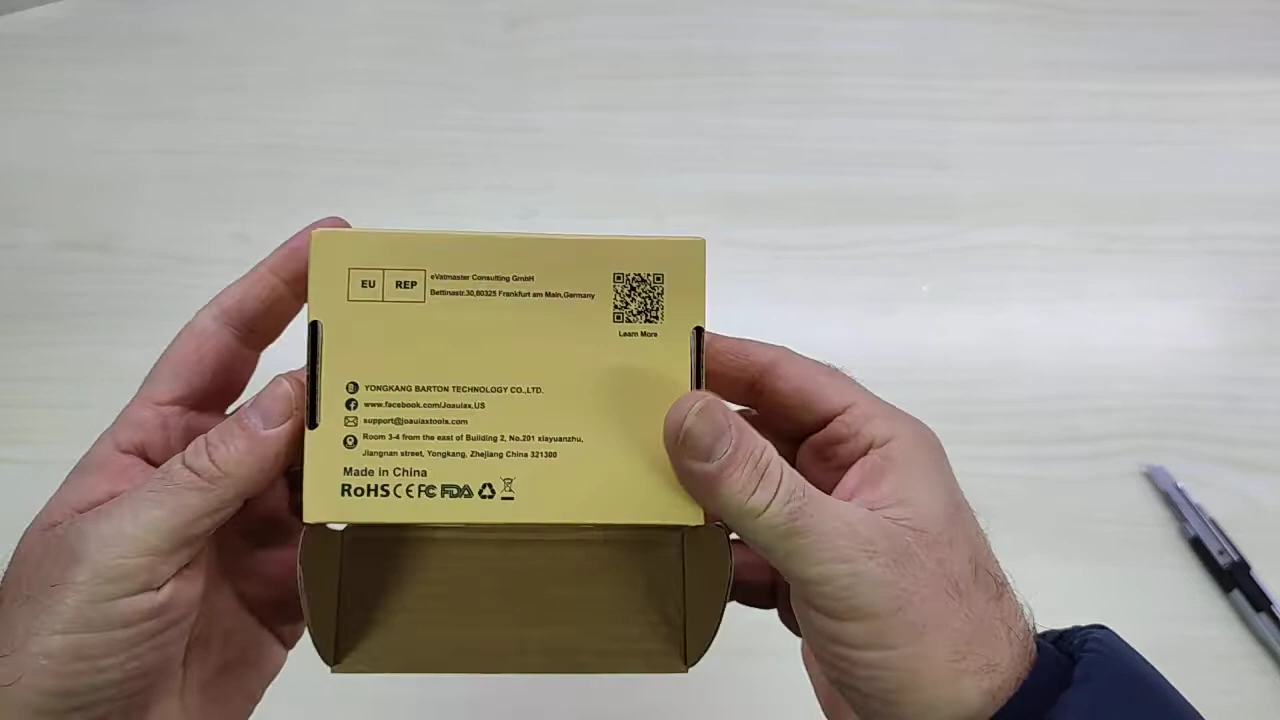 EU REP
eVatmaster Consulting GmbH
Bettinastr.30,60325 Frankfurt am Main,Germany
Learn More
YONGKANG BARTON TECHNOLOGY CO.,LTD.
www.facebook.com/Joaulax.US
support@joaulaxtools.com
Room 3-4 from the east of Building 2, No.201 xiayuanzhu,
Jiangnan street, Yongkang, Zhejiang China 321300
Made in China
RoHS CE FC FDA